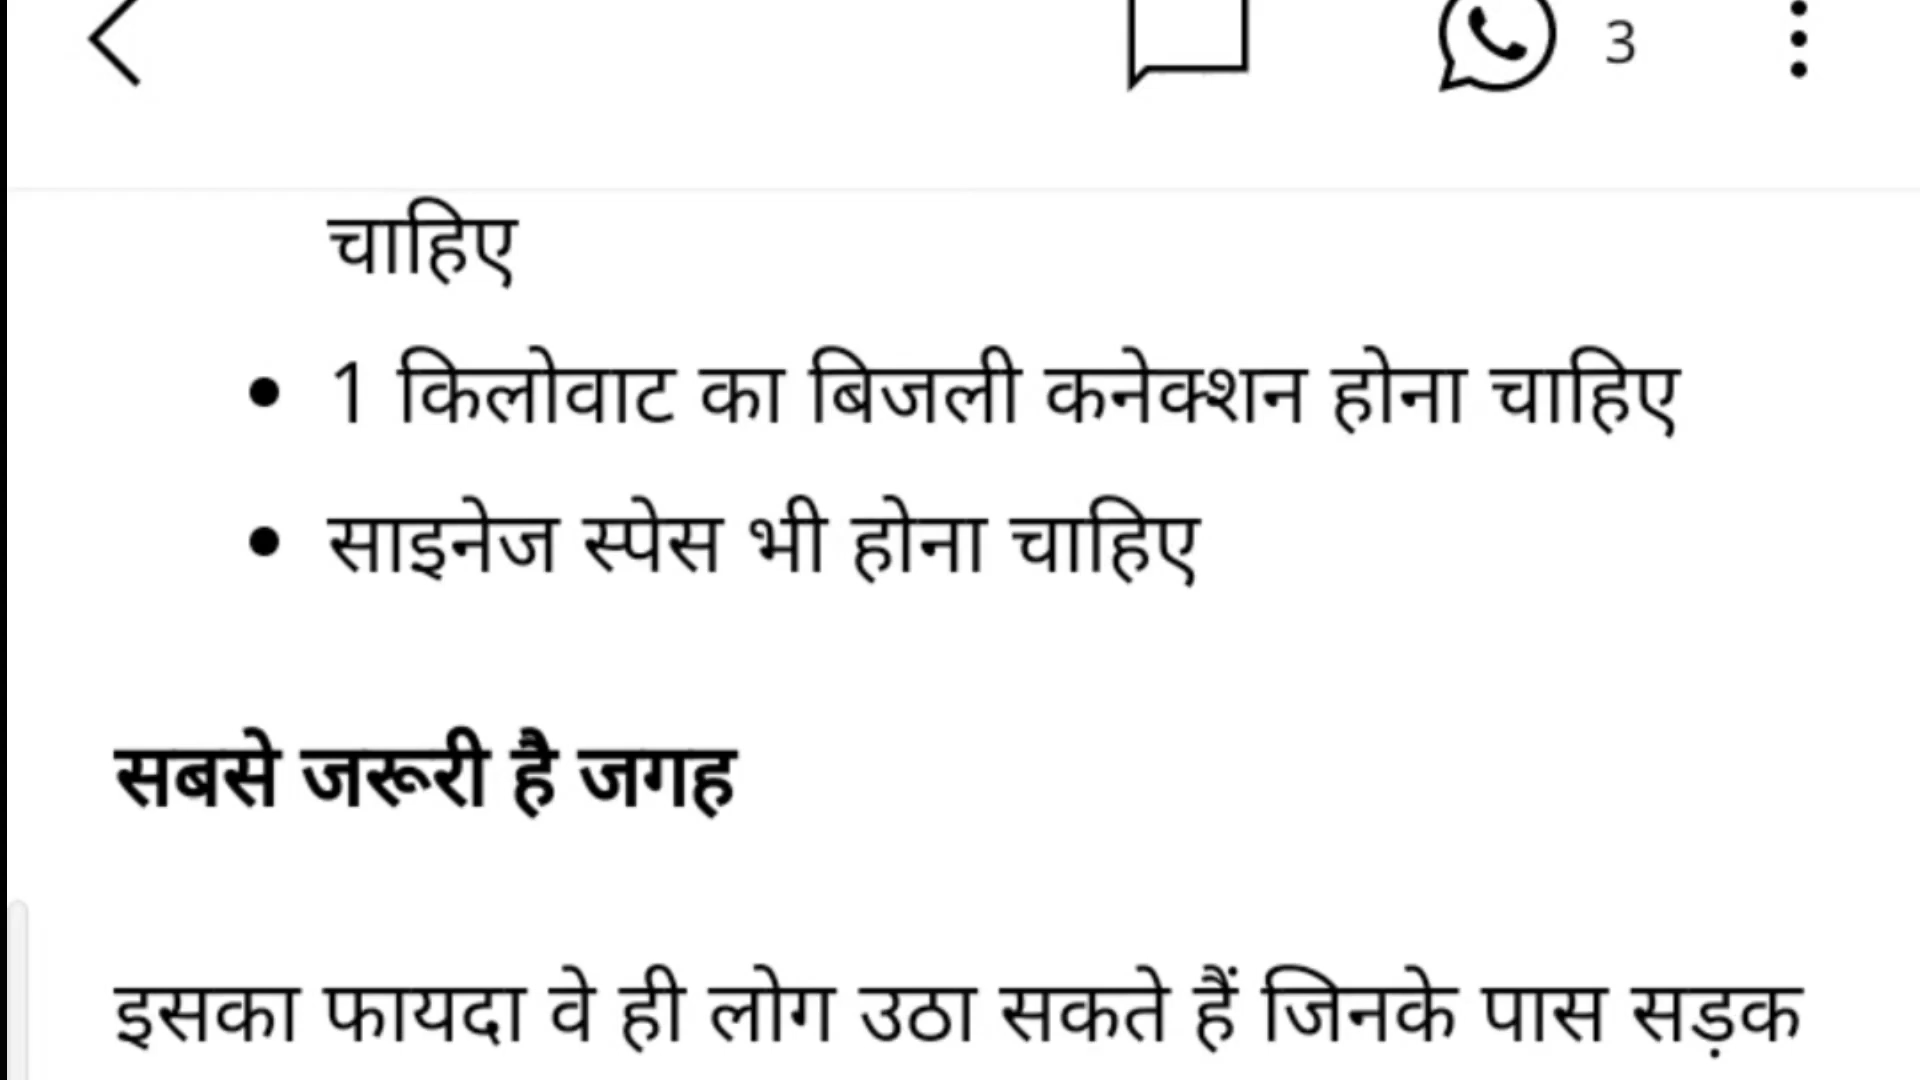 3
चाहिए
• 1 किलोवाट का बिजली कनेक्शन होना चाहिए
• साइनेज स्पेस भी होना चाहिए
सबसे जरूरी है जगह
इसका फायदा वे ही लोग उठा सकते हैं जिनके पास सड़क